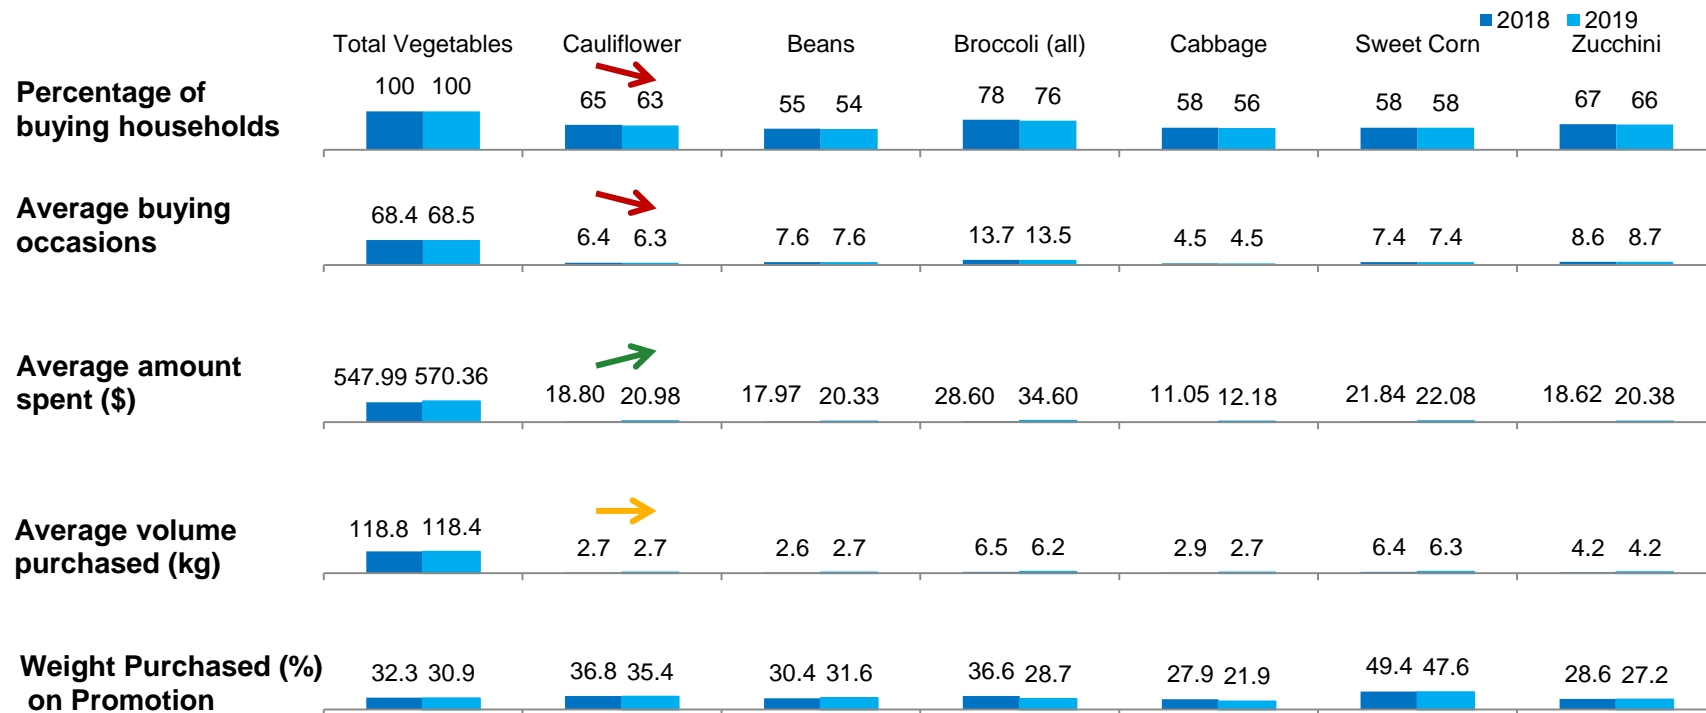 2018 2019
Total Vegetables Cauliflower Beans Broccoli (all) Cabbage Sweet Corn Zucchini
Percentage of
buying households
100 100 65 63 55 54 78 76 58 56 58 58 67 66
Average buying
occasions
68.4 68.5 6.4 6.3 7.6 7.6 13.7 13.5 4.5 4.5 7.4 7.4 8.6 8.7
Average amount
spent ($)
547.99 570.36 18.80 20.98 17.97 20.33 28.60 34.60 11.05 12.18 21.84 22.08 18.62 20.38
Average volume
purchased (kg)
118.8 118.4 2.7 2.7 2.6 2.7 6.5 6.2 2.9 2.7 6.4 6.3 4.2 4.2
Weight Purchased (%)
on Promotion
32.3 30.9 36.8 35.4 30.4 31.6 36.6 28.7 27.9 21.9 49.4 47.6 28.6 27.2